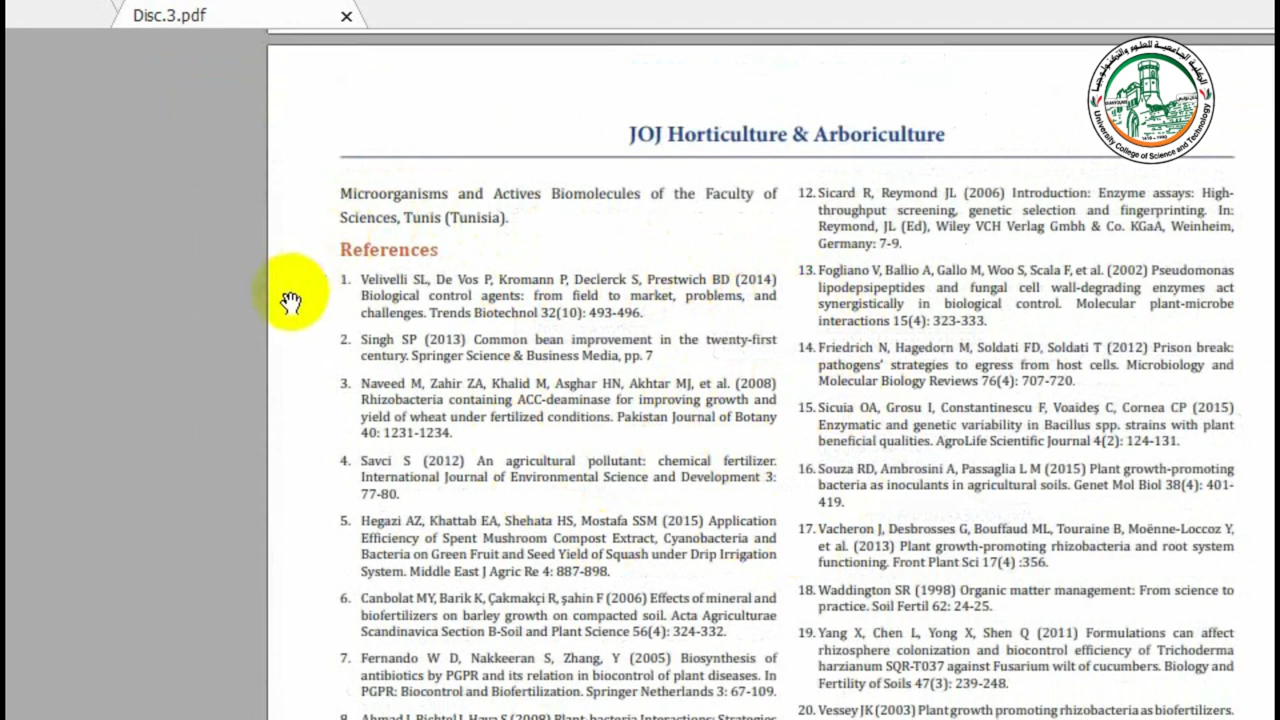 Disc.3.pdf
JOJ Horticulture & Arboriculture
University College of Science and Technology
Microorganisms and Actives Biomolecules of the Faculty of
Sciences, Tunis (Tunisia).
References
1. Velivelli SL, De Vos P, Kromann P, Declerck S, Prestwich BD (2014)
Biological control agents: from field to market, problems, and
challenges. Trends Biotechnol 32(10): 493-496.
2. Singh SP (2013) Common bean improvement in the twenty-first
century. Springer Science & Business Media, pp. 7
3. Naveed M, Zahir ZA, Khalid M, Asghar HN, Akhtar MJ, et al. (2008)
Rhizobacteria containing ACC-deaminase for improving growth and
yield of wheat under fertilized conditions. Pakistan Journal of Botany
40: 1231-1234.
4. Savci S (2012) An agricultural pollutant: chemical fertilizer.
International Journal of Environmental Science and Development 3:
77-80.
5. Hegazi AZ, Khattab EA, Shehata HS, Mostafa SSM (2015) Application
Efficiency of Spent Mushroom Compost Extract, Cyanobacteria and
Bacteria on Green Fruit and Seed Yield of Squash under Drip Irrigation
System. Middle East J Agric Re 4: 887-898.
6. Canbolat MY, Barik K, Çakmakçi R, şahin F (2006) Effects of mineral and
biofertilizers on barley growth on compacted soil. Acta Agriculturae
Scandinavica Section B-Soil and Plant Science 56(4): 324-332.
7. Fernando W D, Nakkeeran S, Zhang, Y (2005) Biosynthesis of
antibiotics by PGPR and its relation in biocontrol of plant diseases. In
PGPR: Biocontrol and Biofertilization. Springer Netherlands 3: 67-109.
12. Sicard R, Reymond JL (2006) Introduction: Enzyme assays: High-
throughput screening, genetic selection and fingerprinting. In:
Reymond, JL (Ed), Wiley VCH Verlag Gmbh & Co. KGaA, Weinheim,
Germany: 7-9.
13. Fogliano V, Ballio A, Gallo M, Woo S, Scala F, et al. (2002) Pseudomonas
lipodepsipeptides and fungal cell wall-degrading enzymes act
synergistically in biological control. Molecular plant-microbe
interactions 15(4): 323-333.
14. Friedrich N, Hagedorn M, Soldati FD, Soldati T (2012) Prison break:
pathogens' strategies to egress from host cells. Microbiology and
Molecular Biology Reviews 76(4): 707-720.
15. Sicuia OA, Grosu I, Constantinescu F, Voaideş C, Cornea CP (2015)
Enzymatic and genetic variability in Bacillus spp. strains with plant
beneficial qualities. AgroLife Scientific Journal 4(2): 124-131.
16. Souza RD, Ambrosini A, Passaglia L M (2015) Plant growth-promoting
bacteria as inoculants in agricultural soils. Genet Mol Biol 38(4): 401-
419.
17. Vacheron J, Desbrosses G, Bouffaud ML, Touraine B, Moënne-Loccoz Y,
et al. (2013) Plant growth-promoting rhizobacteria and root system
functioning. Front Plant Sci 17(4) :356.
18. Waddington SR (1998) Organic matter management: From science to
practice. Soil Fertil 62: 24-25.
19. Yang X, Chen L, Yong X, Shen Q (2011) Formulations can affect
rhizosphere colonization and biocontrol efficiency of Trichoderma
harzianum SQR-T037 against Fusarium wilt of cucumbers. Biology and
Fertility of Soils 47(3): 239-248.
20. Vessey JK (2003) Plant growth promoting rhizobacteria as biofertilizers.